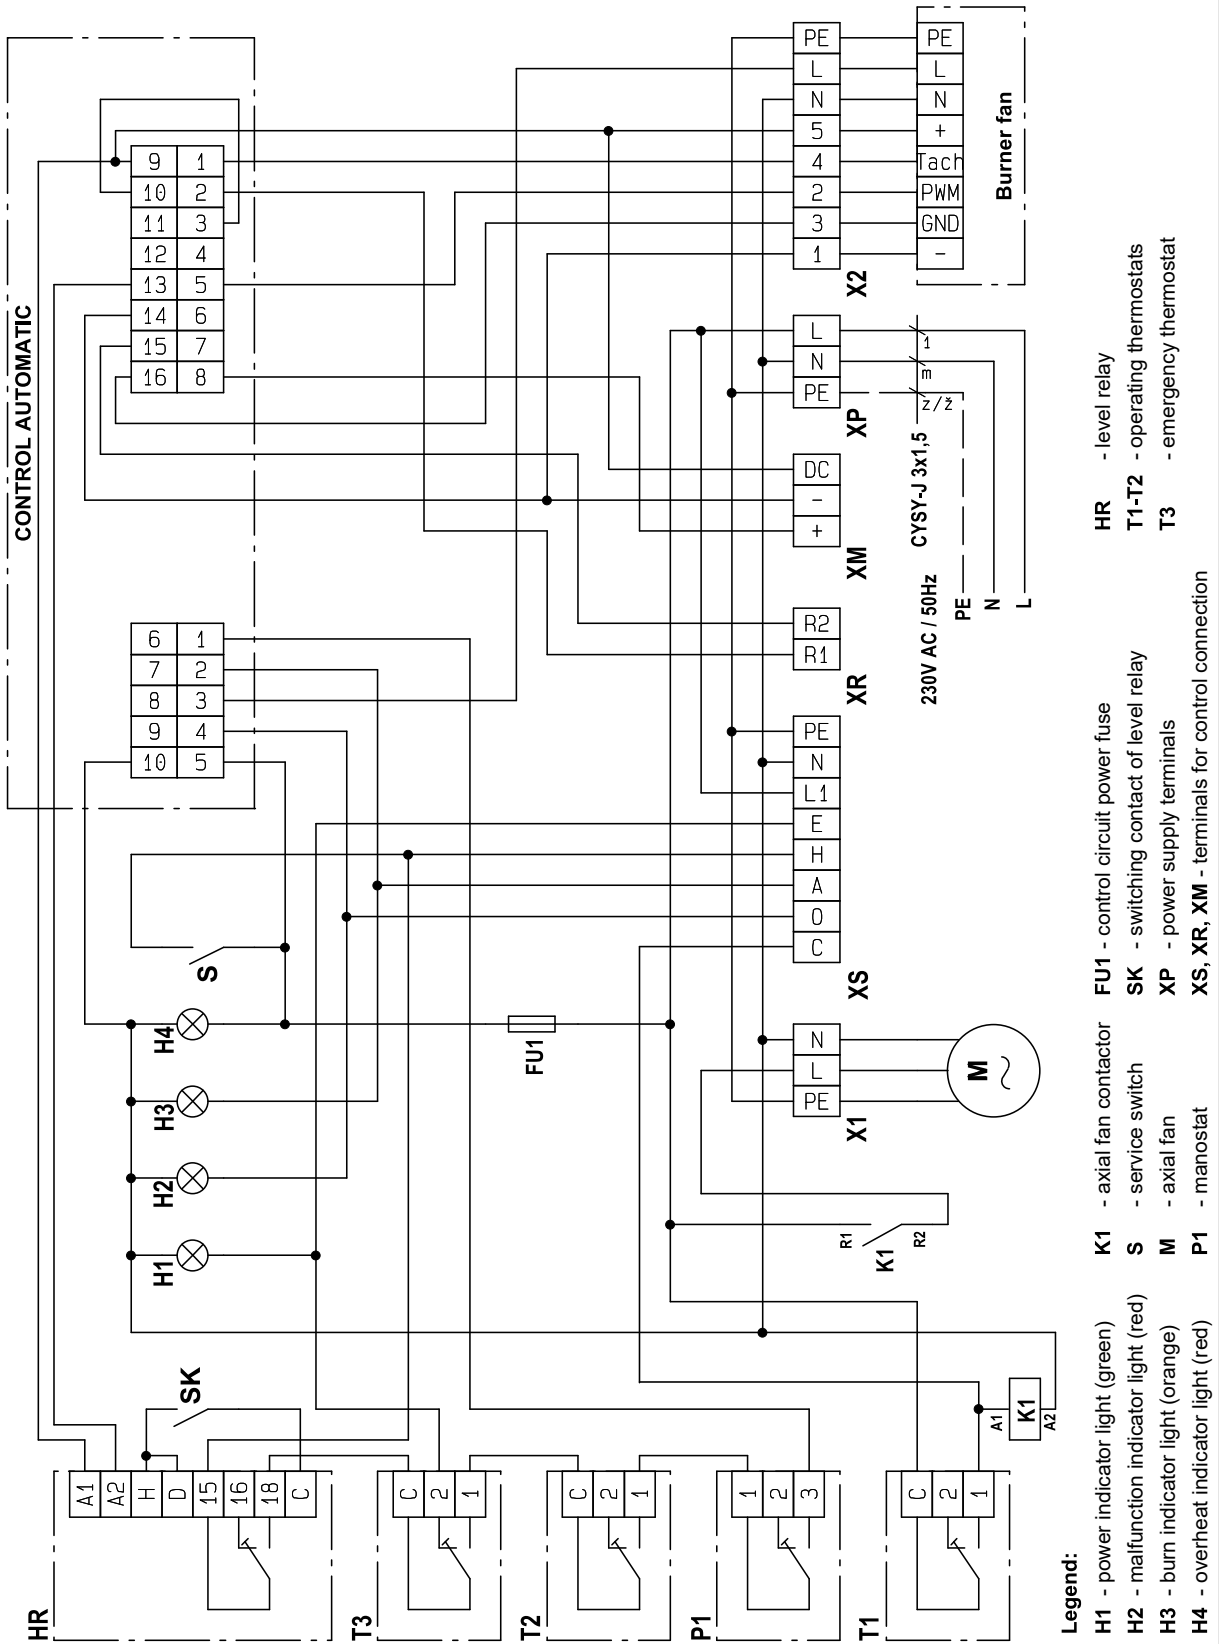 CONTROL AUTOMATIC
9 1
10 2
11 3
12 4
13 5
14 6
15 7
16 8
6 1
7 2
8 3
9 4
10 5
PE PE
L L
N N
5 +
4 Tach
2 PWM
3 GND
1 -
X2
Burner fan
L
N
PE
XP
1
m
z/ž
CYSY-J 3x1,5
230V AC / 50Hz
PE
N
L
DC
-
+
XM
R2
R1
XR
PE
N
L1
E
H
A
O
C
XS
S
H4
H3
H2
H1
FU1
N
L
PE
X1
M
~
R1
K1
R2
SK
A1
K1
A2
HR
A1
A2
H
D
15
16
18
C
T3
C
2
1
T2
C
2
1
P1
1
2
3
T1
C
2
1
Legend:
H1 - power indicator light (green)
H2 - malfunction indicator light (red)
H3 - burn indicator light (orange)
H4 - overheat indicator light (red)
K1 - axial fan contactor
S - service switch
M - axial fan
P1 - manostat
FU1 - control circuit power fuse
SK - switching contact of level relay
XP - power supply terminals
XS, XR, XM - terminals for control connection
HR - level relay
T1-T2 - operating thermostats
T3 - emergency thermostat